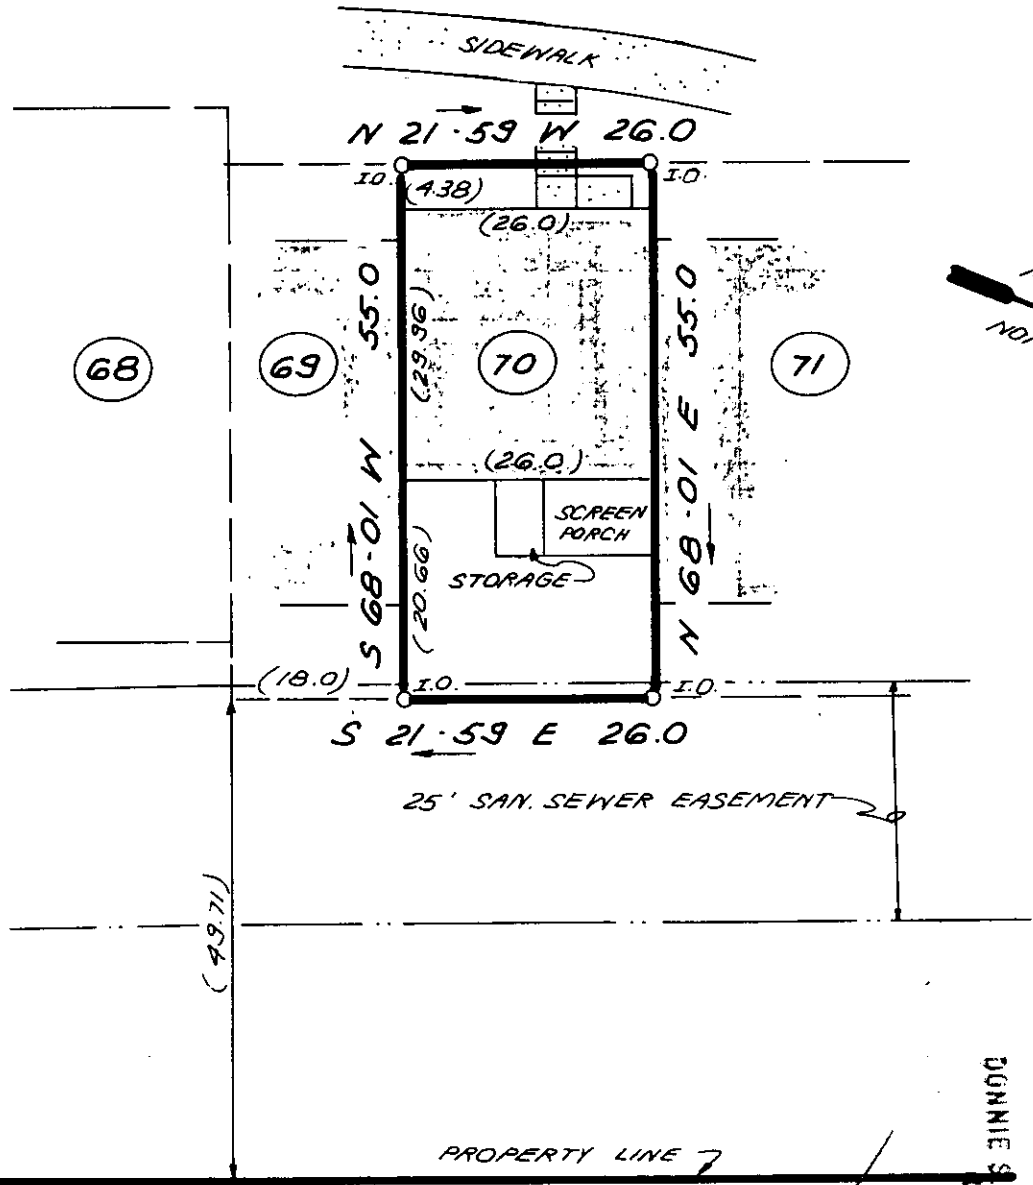 SIDEWALK
N 21-59 W 26.0
I.O.
I.O.
(4.38)
(26.0)
S 68-01 W 55.0
(29.96)
N 68-01 E 55.0
68
69
70
71
(26.0)
SCREEN
PORCH
STORAGE
(20.66)
(18.0)
I.O.
I.O.
S 21-59 E 26.0
25' SAN. SEWER EASEMENT
(49.71)
PROPERTY LINE
DONNIE